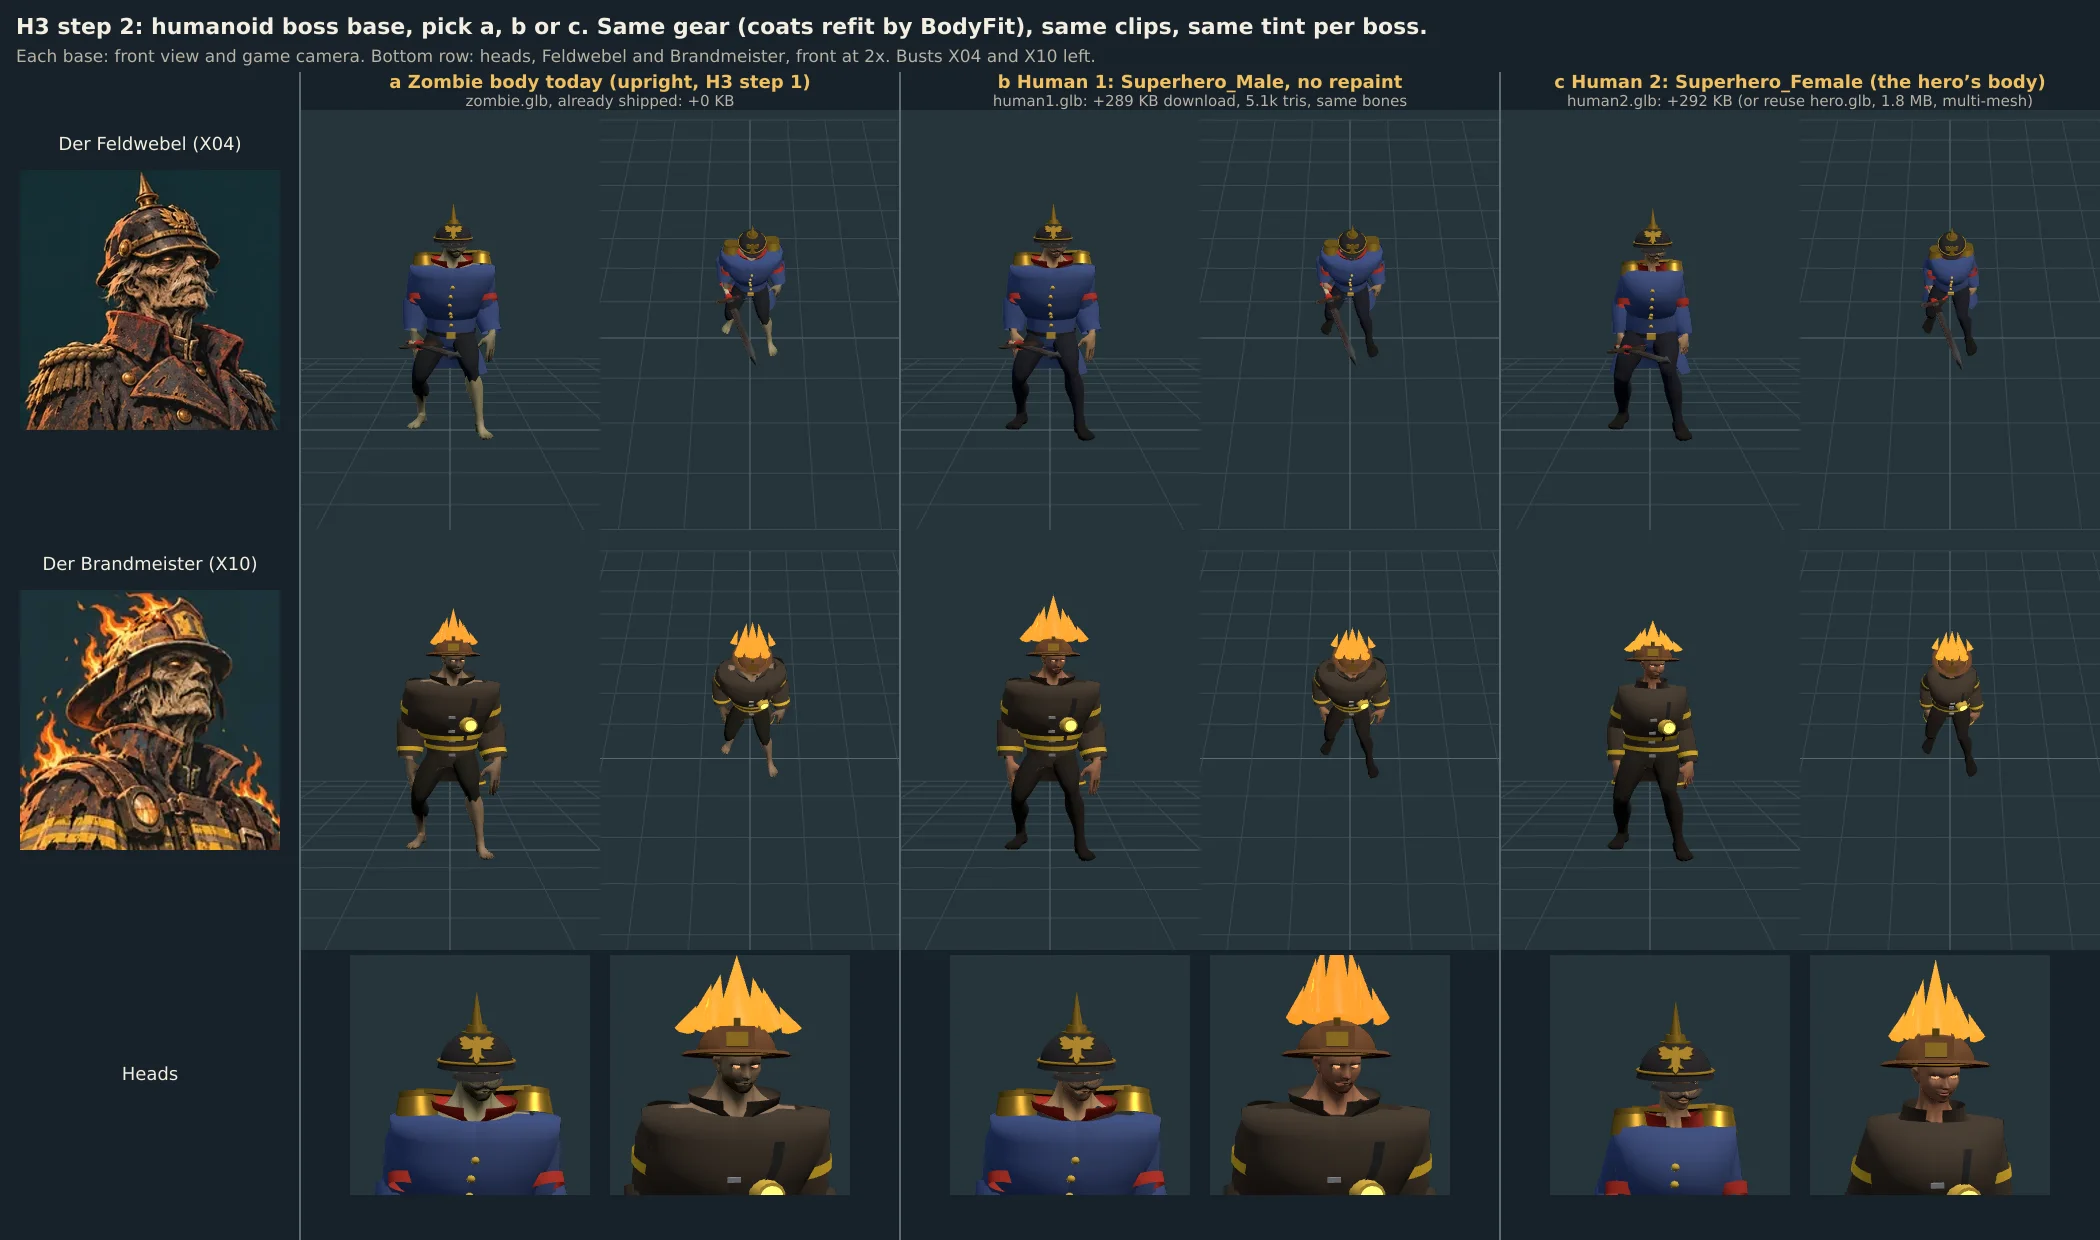 H3 step 2: humanoid boss base, pick a, b or c. Same gear (coats refit by BodyFit), same clips, same tint per boss.
Each base: front view and game camera. Bottom row: heads, Feldwebel and Brandmeister, front at 2x. Busts X04 and X10 left.
a Zombie body today (upright, H3 step 1)
zombie.glb, already shipped: +0 KB
b Human 1: Superhero_Male, no repaint
human1.glb: +289 KB download, 5.1k tris, same bones
c Human 2: Superhero_Female (the hero’s body)
human2.glb: +292 KB (or reuse hero.glb, 1.8 MB, multi-mesh)
Der Feldwebel (X04)
Der Brandmeister (X10)
Heads